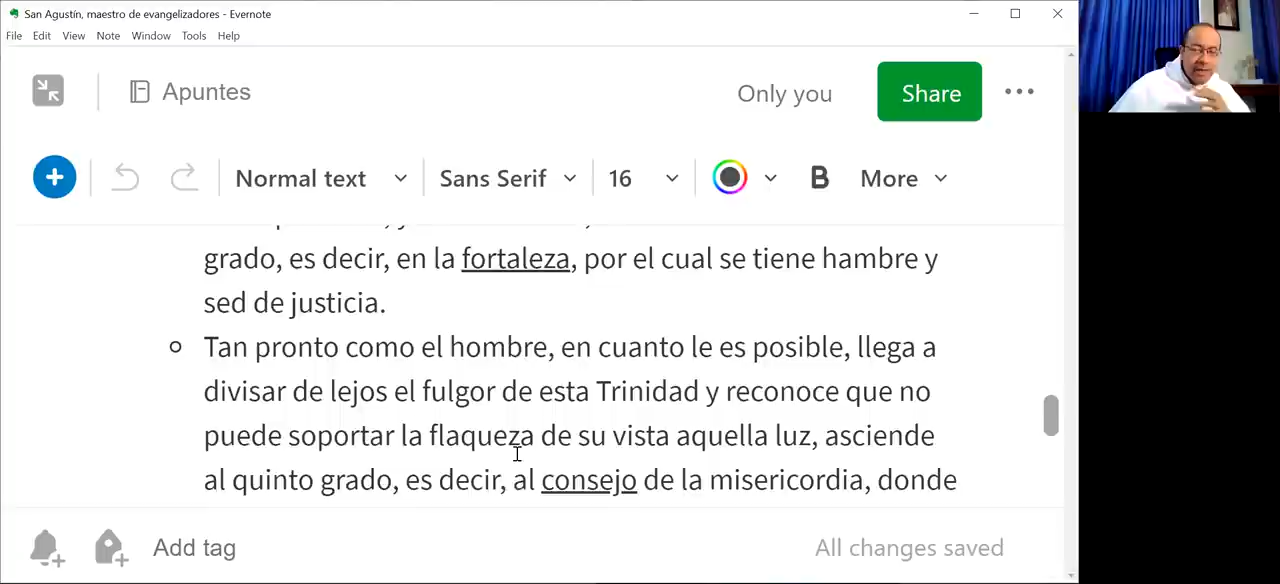 San Agustín, maestro de evangelizadores - Evernote
File Edit View Note Window Tools Help
Apuntes
Only you
Share
Normal text
Sans Serif
16
B
More
grado, es decir, en la fortaleza, por el cual se tiene hambre y
sed de justicia.
Tan pronto como el hombre, en cuanto le es posible, llega a
divisar de lejos el fulgor de esta Trinidad y reconoce que no
puede soportar la flaqueza de su vista aquella luz, asciende
al quinto grado, es decir, al consejo de la misericordia, donde
Add tag
All changes saved